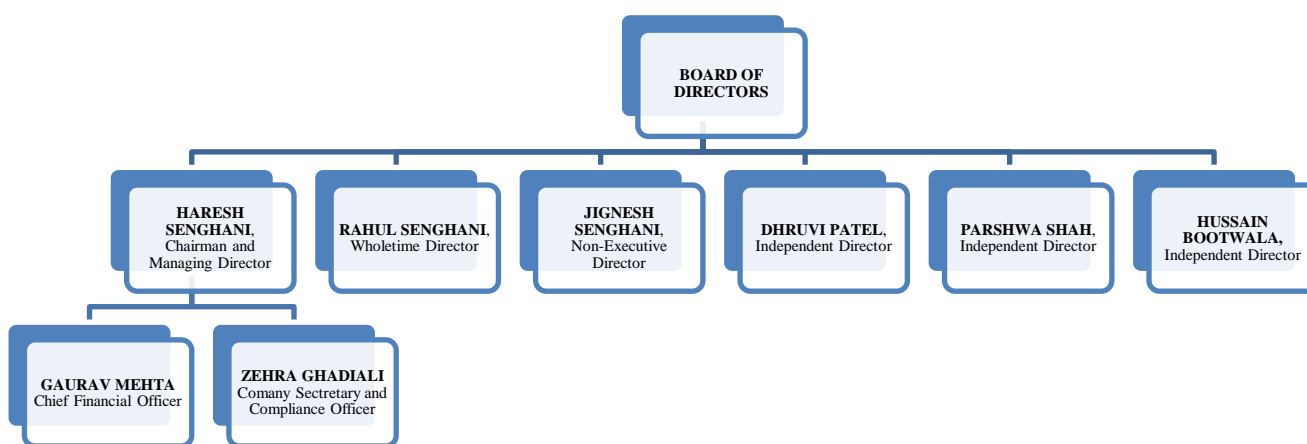 BOARD OF
DIRECTORS
HARESH
SENGHANI,
Chairman and
Managing Director
RAHUL SENGHANI,
Wholetime Director
JIGNESH
SENGHANI,
Non-Executive
Director
DHRUVI PATEL,
Independent Director
PARSHWA SHAH,
Independent Director
HUSSAIN
BOOTWALA,
Independent Director
GAURAV MEHTA
Chief Financial Officer
ZEHRA GHADIALI
Comany Sectretary and
Compliance Officer